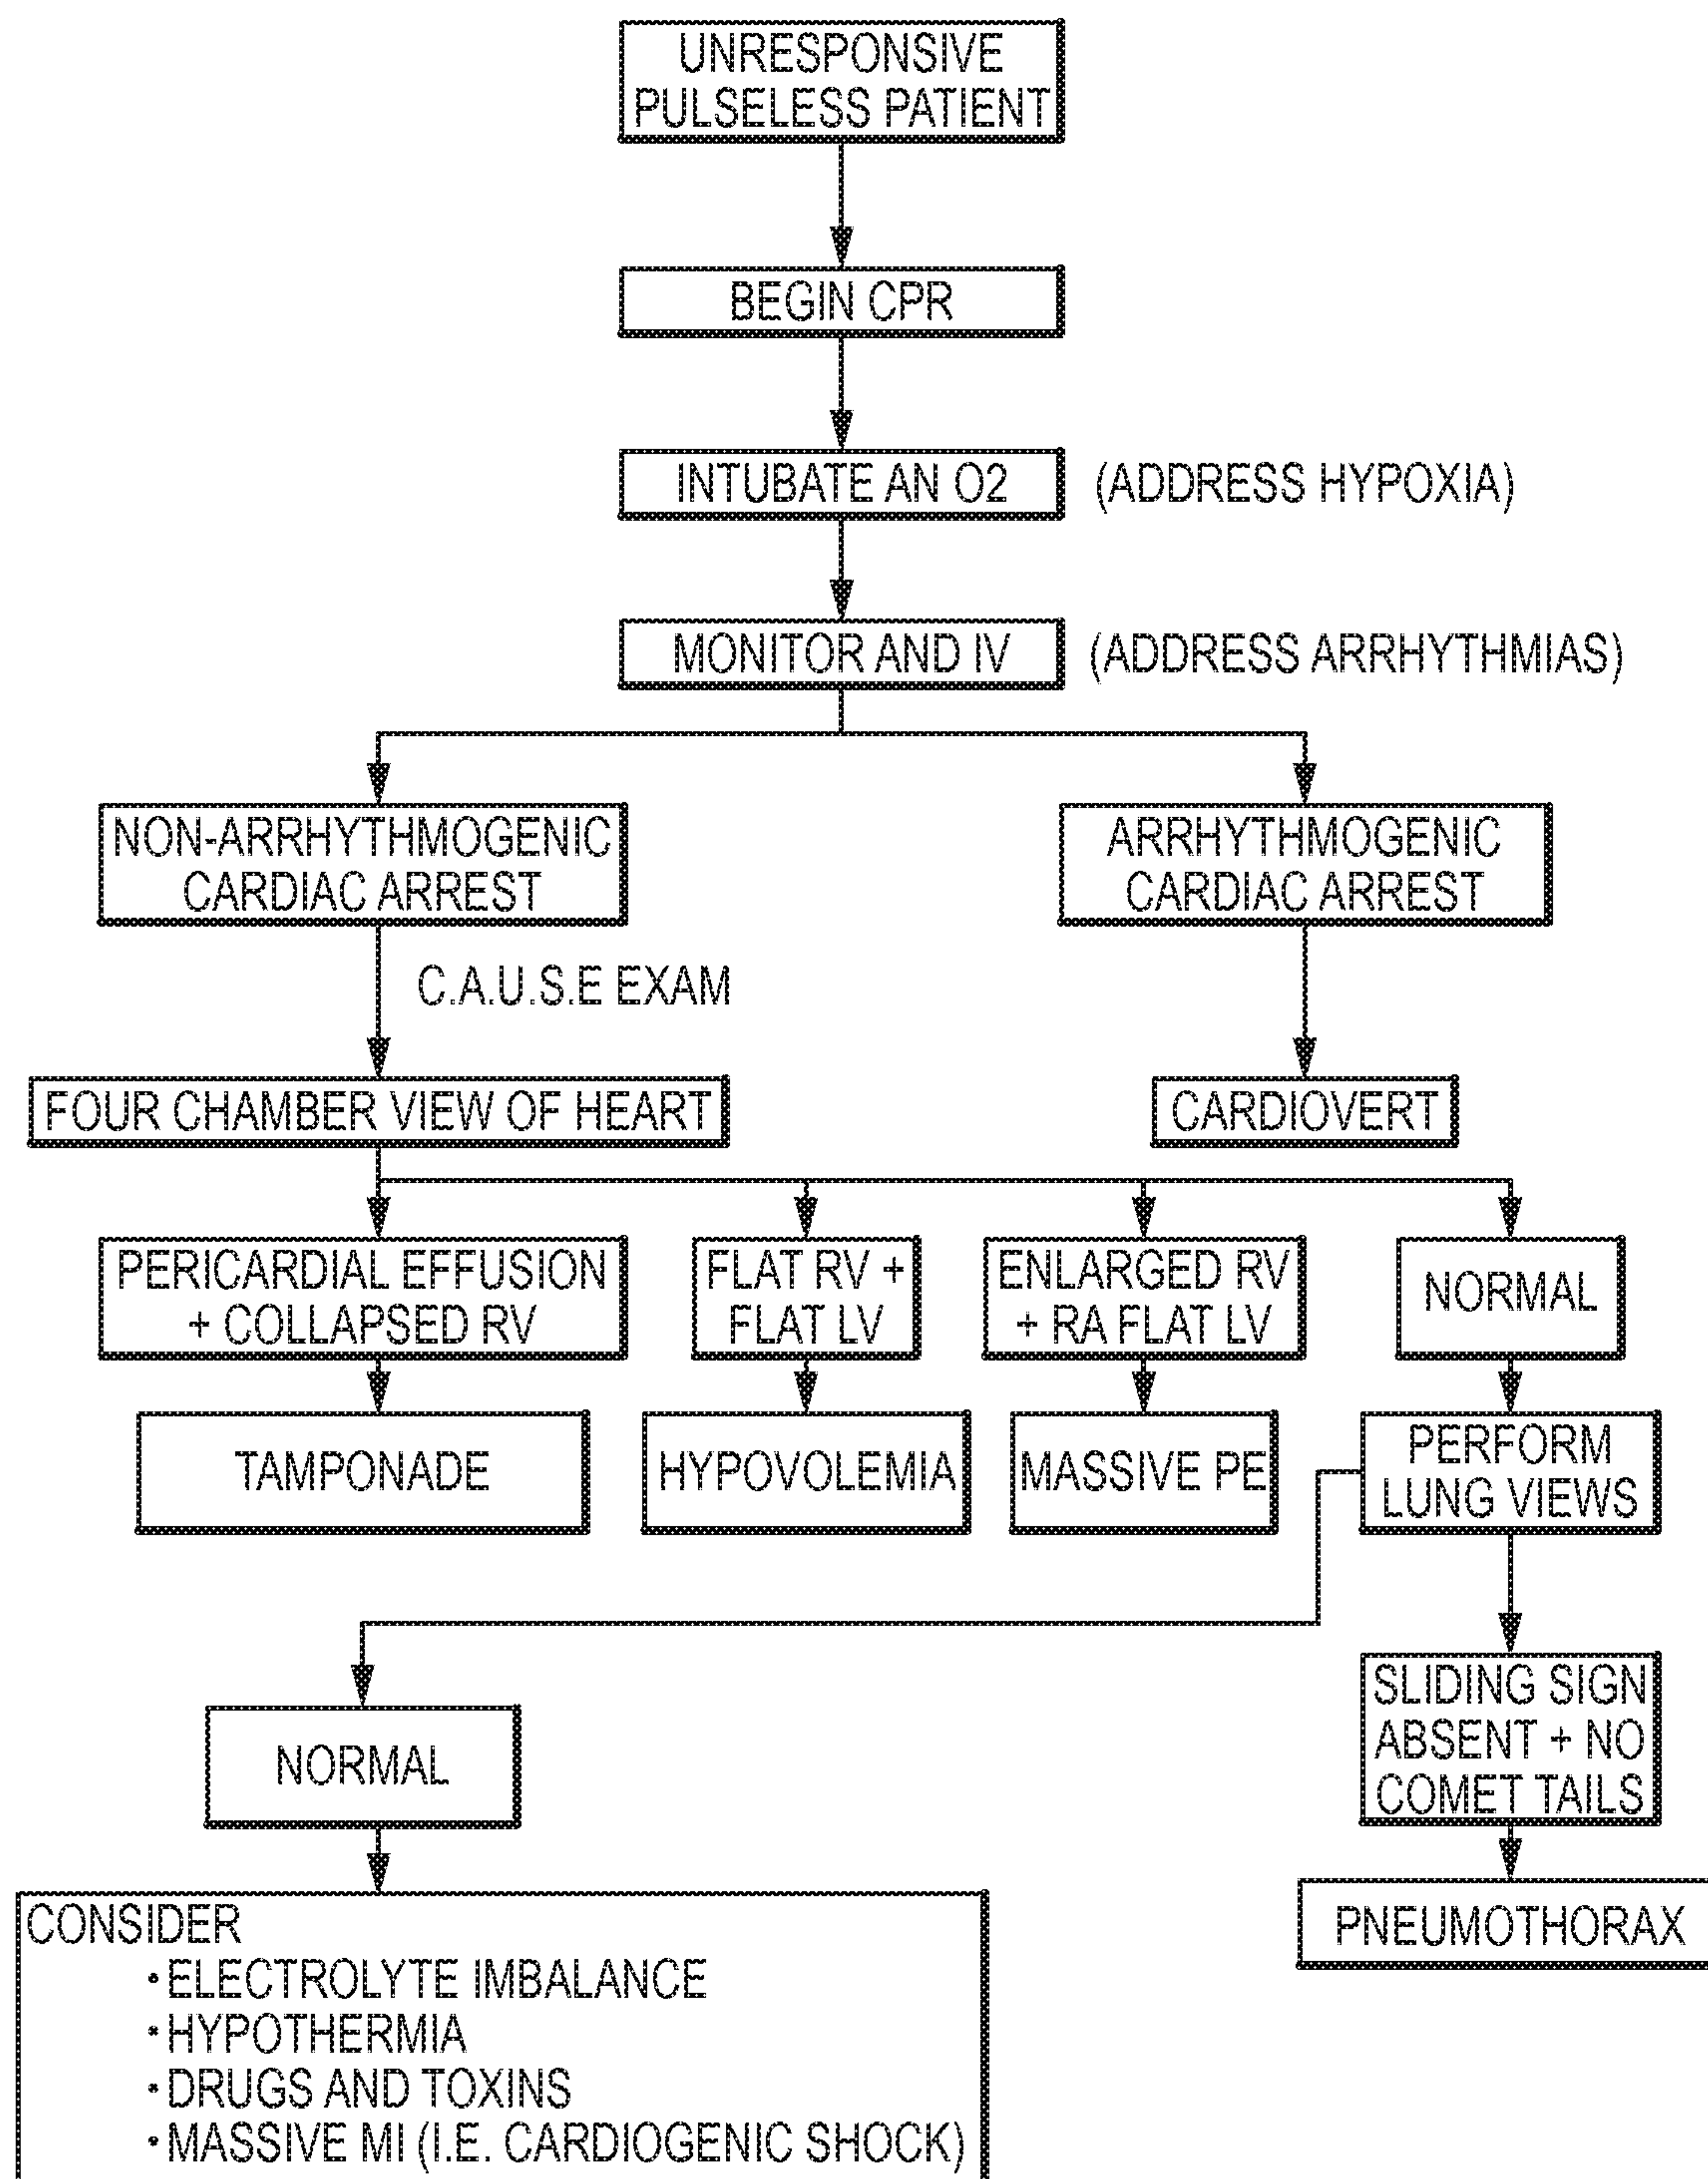 UNRESPONSIVE
PULSELESS PATIENT
BEGIN CPR
INTUBATE AN O2
(ADDRESS HYPOXIA)
MONITOR AND IV
(ADDRESS ARRHYTHMIAS)
NON-ARRHYTHMOGENIC
CARDIAC ARREST
ARRHYTHMOGENIC
CARDIAC ARREST
C.A.U.S.E EXAM
FOUR CHAMBER VIEW OF HEART
CARDIOVERT
PERICARDIAL EFFUSION
+ COLLAPSED RV
FLAT RV +
FLAT LV
ENLARGED RV
+ RA FLAT LV
NORMAL
TAMPONADE
HYPOVOLEMIA
MASSIVE PE
PERFORM
LUNG VIEWS
NORMAL
SLIDING SIGN
ABSENT + NO
COMET TAILS
PNEUMOTHORAX
CONSIDER
• ELECTROLYTE IMBALANCE
• HYPOTHERMIA
• DRUGS AND TOXINS
• MASSIVE MI (I.E. CARDIOGENIC SHOCK)